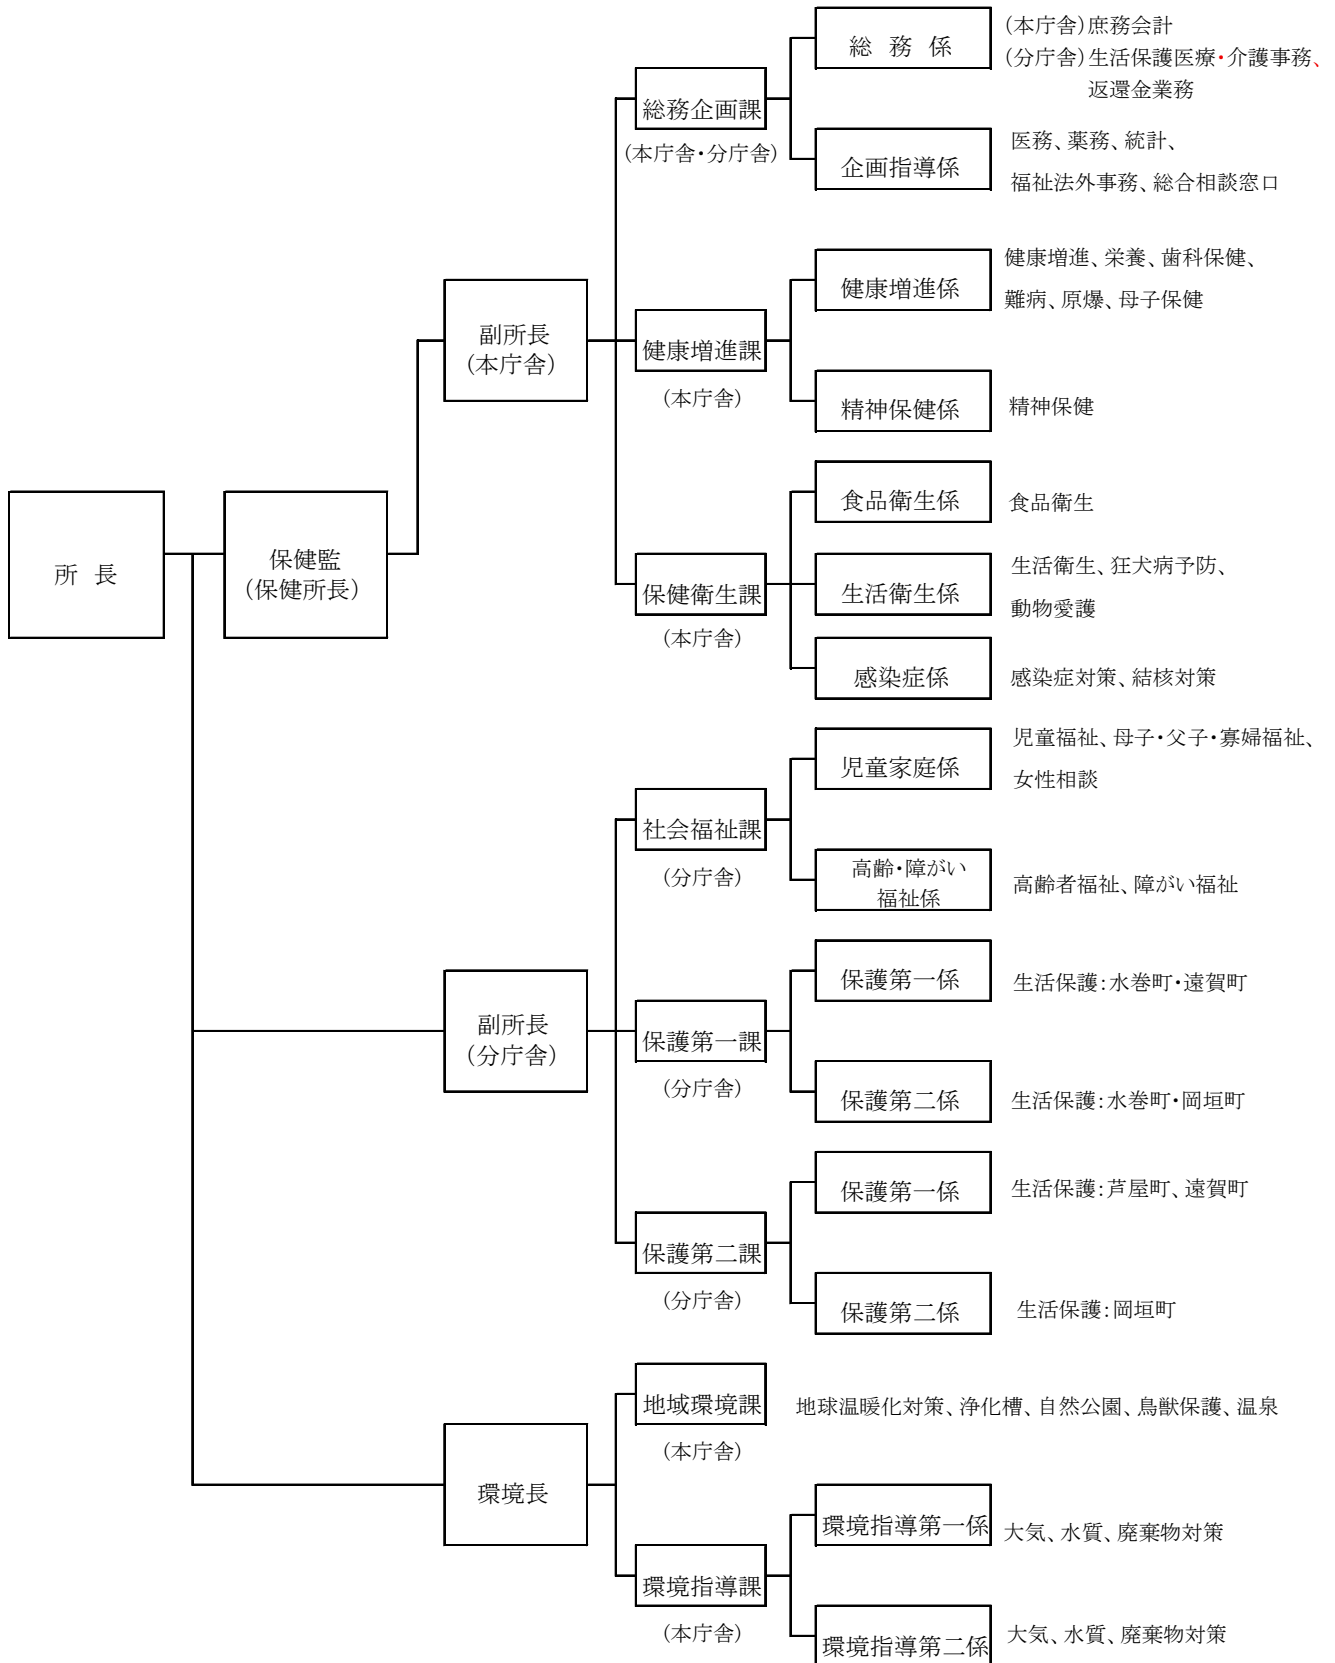 総務係
(本庁舎)庶務会計
(分庁舎)生活保護医療・介護事務、
返還金業務
総務企画課
(本庁舎・分庁舎)
企画指導係
医務、薬務、統計、
福祉法外事務、総合相談窓口
副所長
(本庁舎)
健康増進課
(本庁舎)
健康増進係
健康増進、栄養、歯科保健、
難病、原爆、母子保健
精神保健係
精神保健
所長
保健監
(保健所長)
保健衛生課
(本庁舎)
食品衛生係
食品衛生
生活衛生係
生活衛生、狂犬病予防、
動物愛護
感染症係
感染症対策、結核対策
社会福祉課
(分庁舎)
児童家庭係
児童福祉、母子・父子・寡婦福祉、
女性相談
高齢・障がい
福祉係
高齢者福祉、障がい福祉
副所長
(分庁舎)
保護第一課
(分庁舎)
保護第一係
生活保護:水巻町・遠賀町
保護第二係
生活保護:水巻町・岡垣町
保護第二課
(分庁舎)
保護第一係
生活保護:芦屋町、遠賀町
保護第二係
生活保護:岡垣町
環境長
地域環境課
(本庁舎)
地球温暖化対策、浄化槽、自然公園、鳥獣保護、温泉
環境指導課
(本庁舎)
環境指導第一係
大気、水質、廃棄物対策
環境指導第二係
大気、水質、廃棄物対策